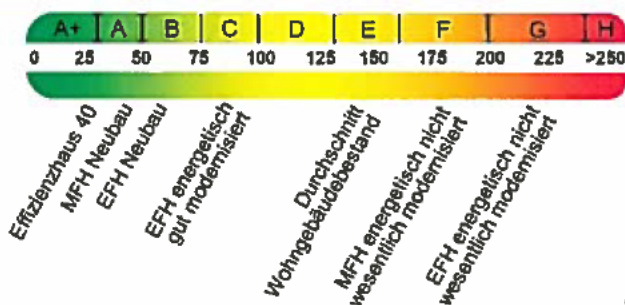 A+ A B C D E F G H
0 25 50 75 100 125 150 175 200 225 >250
Effizienzhaus 40
MFH Neubau
EFH Neubau
EFH energetisch
gut modernisiert
Durchschnitt
Wohngebäudebestand
MFH energetisch nicht
wesentlich modernisiert
EFH energetisch nicht
wesentlich modernisiert